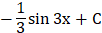 −1/3 sin 3x + C